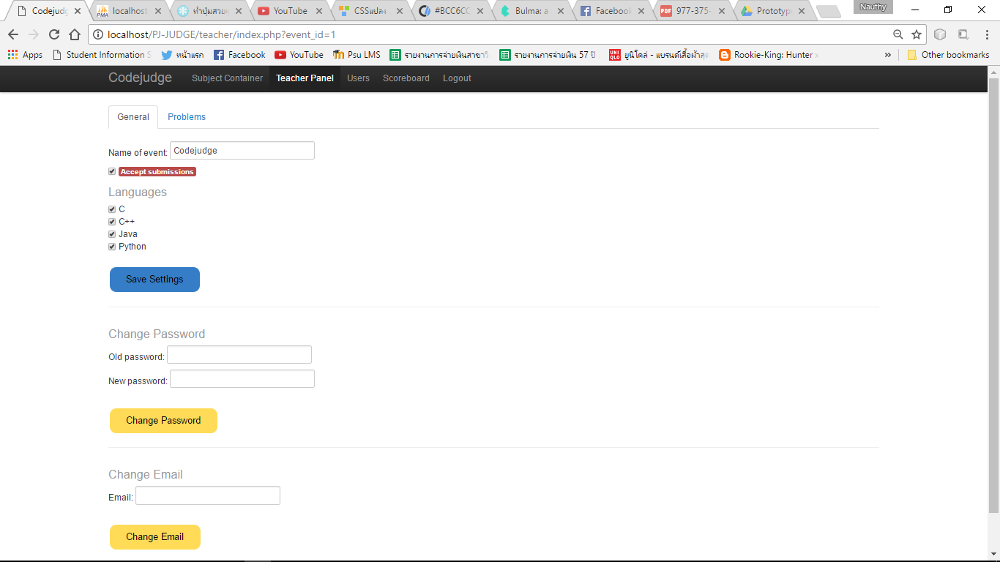 Codejudg localhost ทำปุ่มสวยๆ YouTube CSSแปลง #BCC6CC Bulma: a Facebook 977-375- Prototype Nauthy
localhost/PJ-JUDGE/teacher/index.php?event_id=1
Apps Student Information S หน้าแรก Facebook YouTube Psu LMS รายงานการจ่ายเงินสาขาวิ รายงานการจ่ายเงิน 57 ปี ยูนิโคล่ - แบรนด์เสื้อผ้าสุด Rookie-King: Hunter x » Other bookmarks
Codejudge Subject Container Teacher Panel Users Scoreboard Logout
General Problems
Name of event: Codejudge
Accept submissions
Languages
C
C++
Java
Python
Save Settings
Change Password
Old password:
New password:
Change Password
Change Email
Email:
Change Email